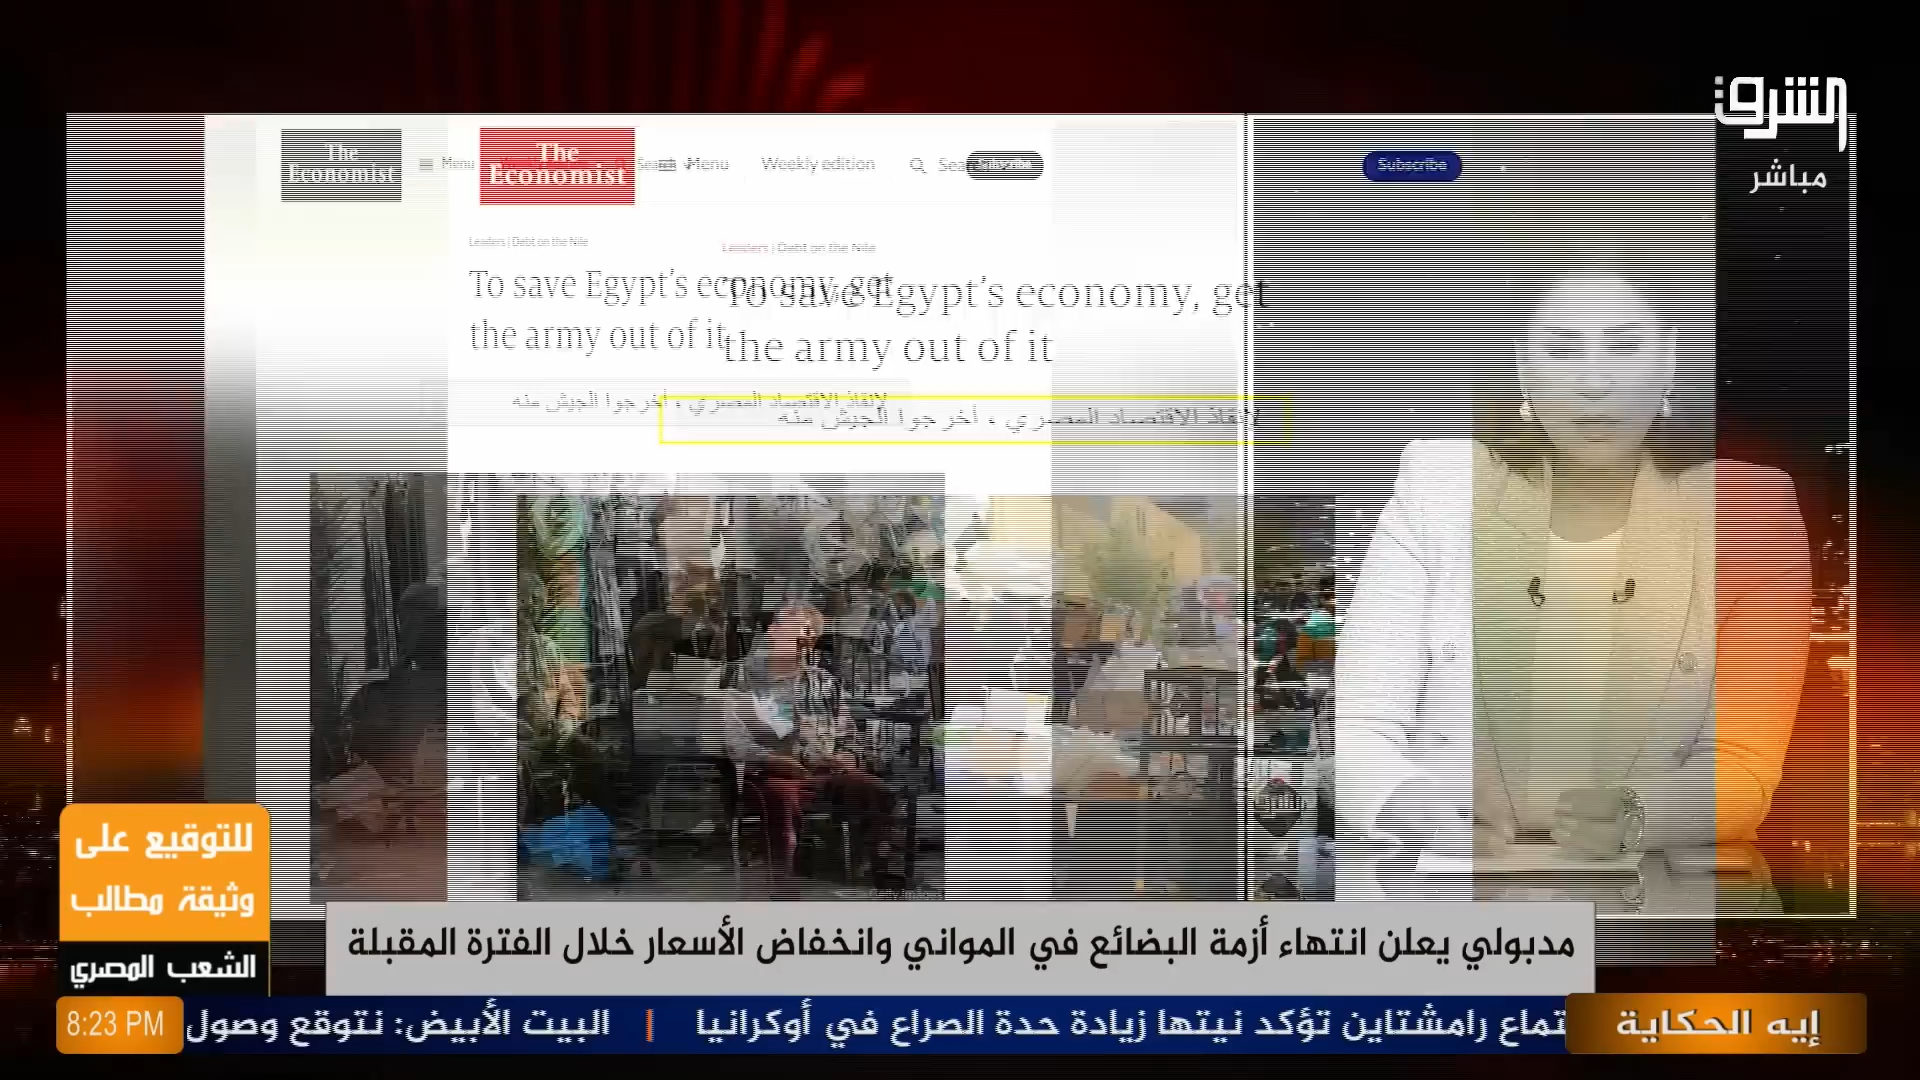 الشرق
مباشر
The
Economist
Menu
Search
The
Economist
Menu
Weekly edition
Subscribe
Leaders | Debt on the Nile
To save Egypt's economy, get
the army out of it
لإنقاذ الاقتصاد المصري ، أخرجوا الجيش منه
Leaders | Debt on the Nile
To save Egypt's economy, get
the army out of it
لإنقاذ الاقتصاد المصري ، أخرجوا الجيش منه
Getty Images
للتوقيع على
وثيقة مطالب
الشعب المصري
مدبولي يعلن انتهاء أزمة البضائع في المواني وانخفاض الأسعار خلال الفترة المقبلة
إيه الحكاية
تماع رامشتاين تؤكد نيتها زيادة حدة الصراع في أوكرانيا | البيت الأبيض: نتوقع وصول
8:23 PM